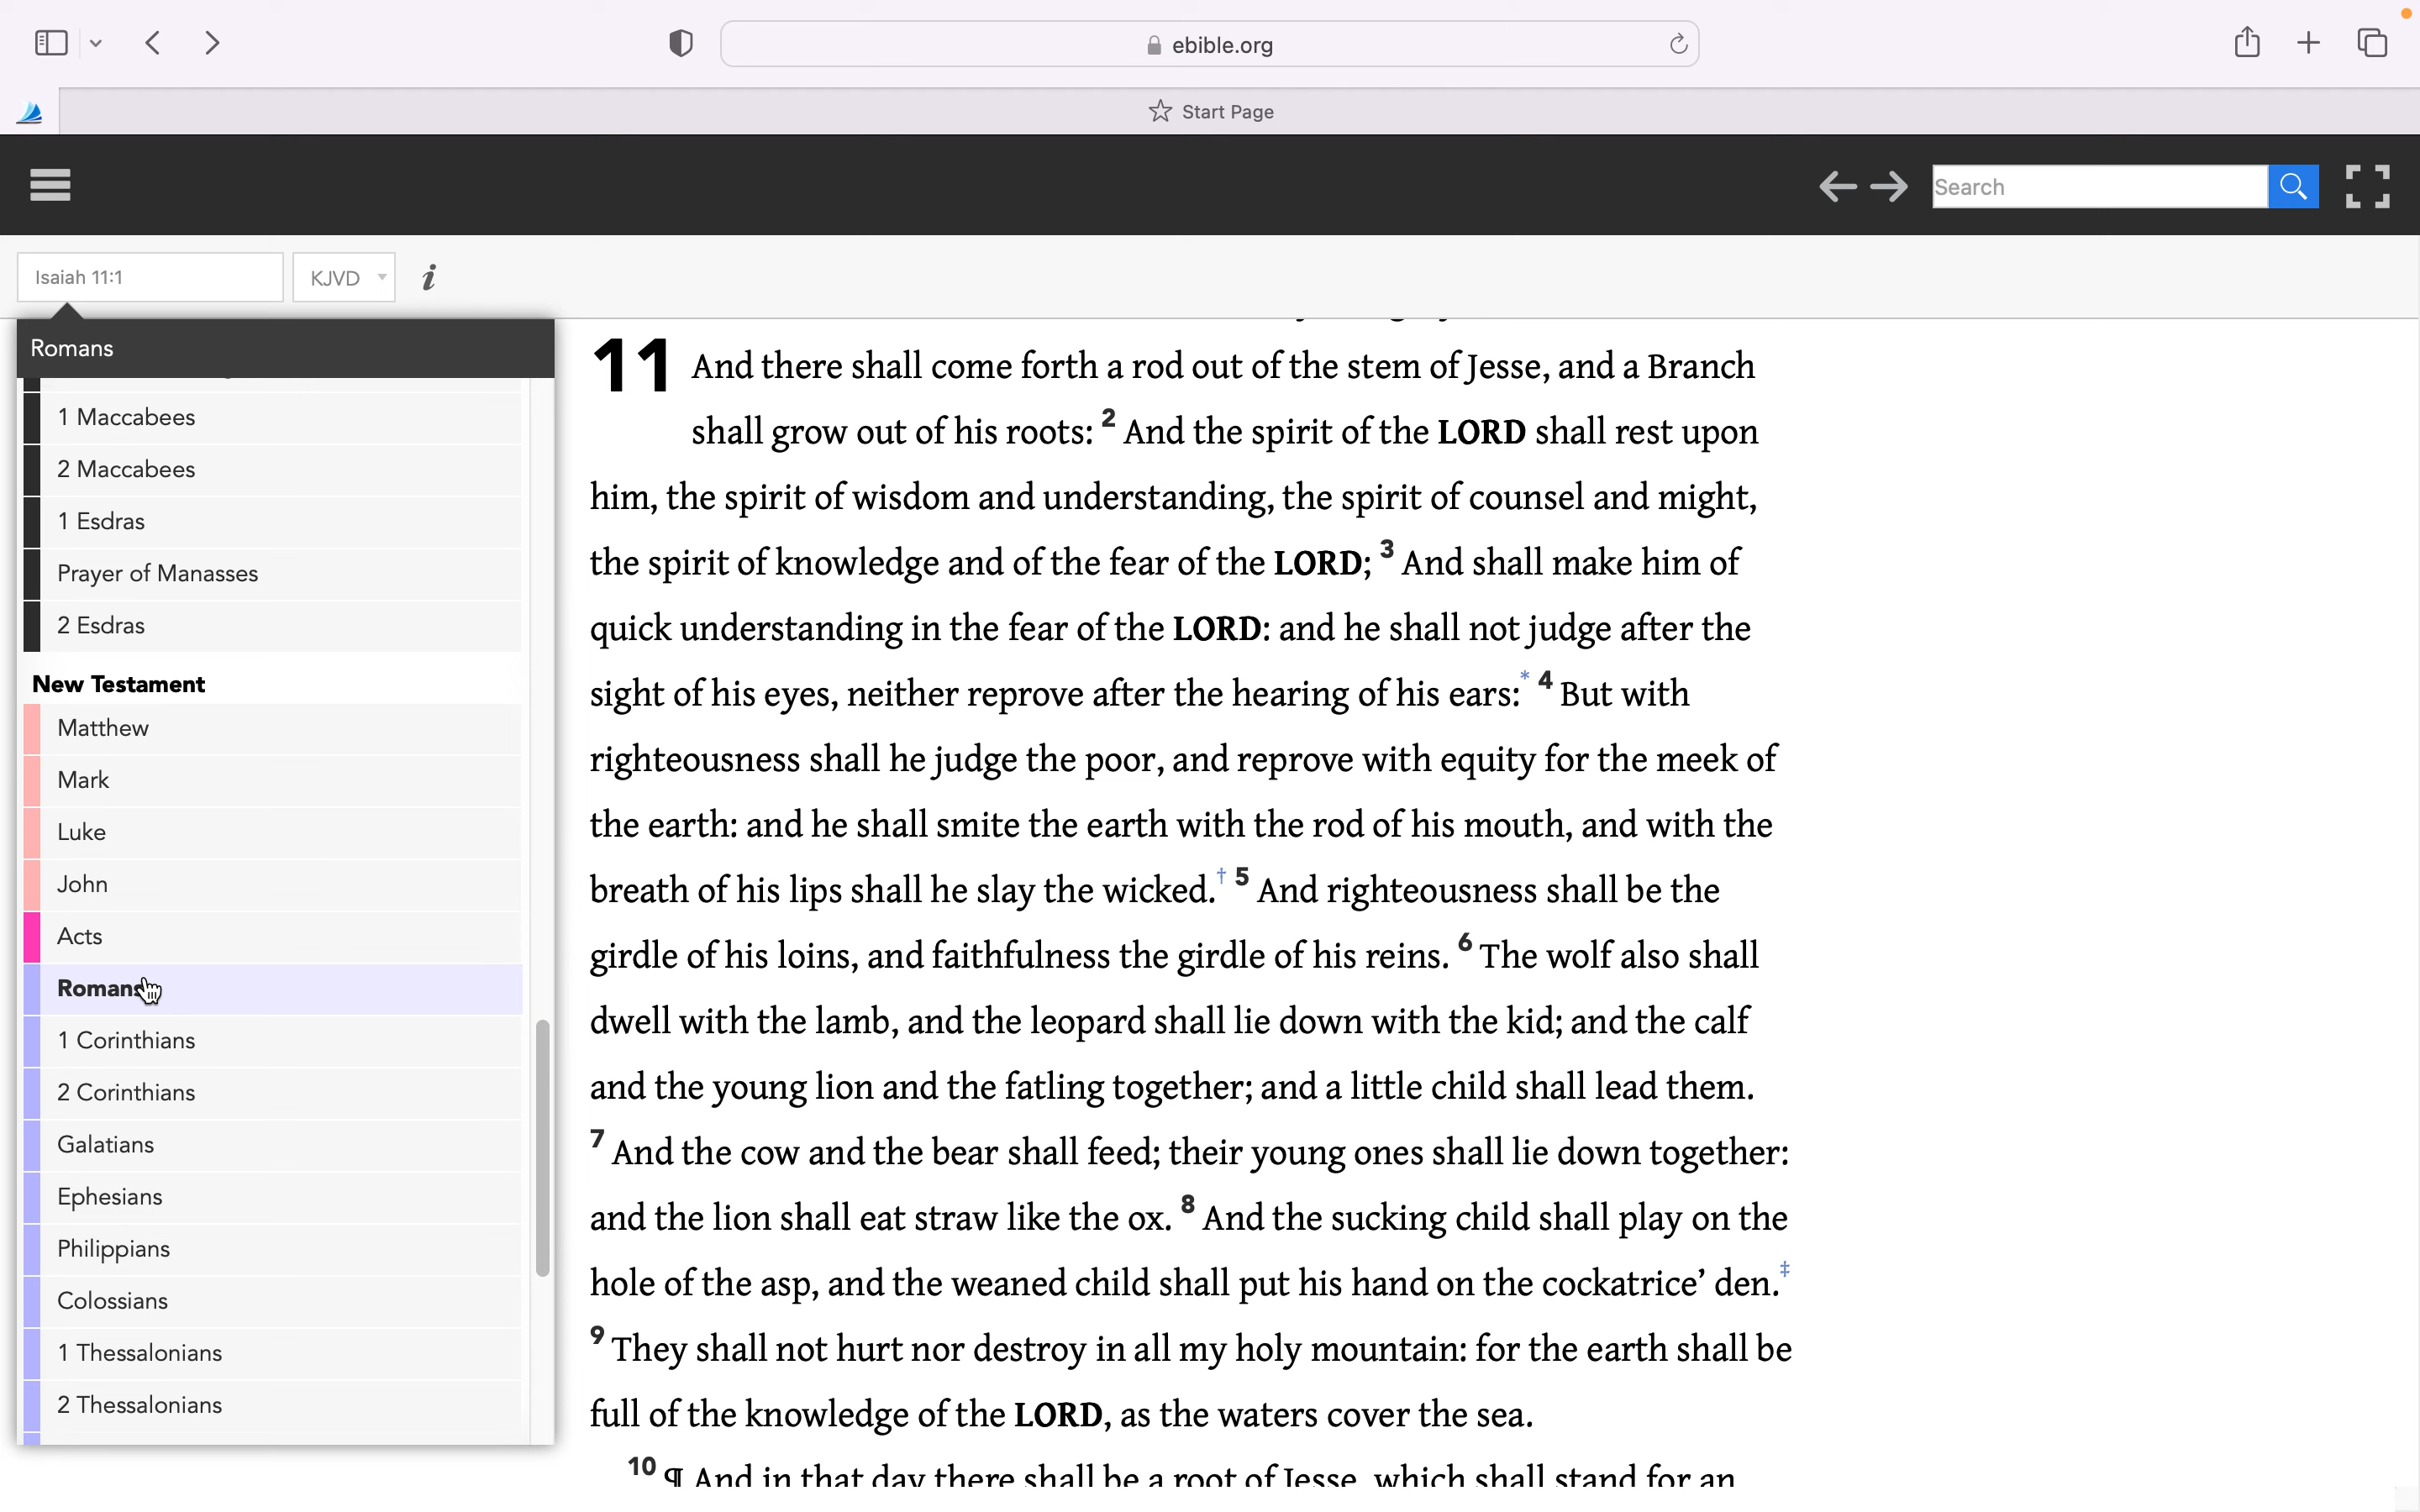 ebible.org
Start Page
Search
Isaiah 11:1
KJVD
i
Romans
1 Maccabees
2 Maccabees
1 Esdras
Prayer of Manasses
2 Esdras
New Testament
Matthew
Mark
Luke
John
Acts
Romans
1 Corinthians
2 Corinthians
Galatians
Ephesians
Philippians
Colossians
1 Thessalonians
2 Thessalonians
11 And there shall come forth a rod out of the stem of Jesse, and a Branch
shall grow out of his roots: 2 And the spirit of the LORD shall rest upon
him, the spirit of wisdom and understanding, the spirit of counsel and might,
the spirit of knowledge and of the fear of the LORD; 3 And shall make him of
quick understanding in the fear of the LORD: and he shall not judge after the
sight of his eyes, neither reprove after the hearing of his ears:* 4 But with
righteousness shall he judge the poor, and reprove with equity for the meek of
the earth: and he shall smite the earth with the rod of his mouth, and with the
breath of his lips shall he slay the wicked.† 5 And righteousness shall be the
girdle of his loins, and faithfulness the girdle of his reins. 6 The wolf also shall
dwell with the lamb, and the leopard shall lie down with the kid; and the calf
and the young lion and the fatling together; and a little child shall lead them.
7 And the cow and the bear shall feed; their young ones shall lie down together:
and the lion shall eat straw like the ox. 8 And the sucking child shall play on the
hole of the asp, and the weaned child shall put his hand on the cockatrice’ den.‡
9 They shall not hurt nor destroy in all my holy mountain: for the earth shall be
full of the knowledge of the LORD, as the waters cover the sea.
10 ¶ And in that day there shall be a root of Jesse, which shall stand for an